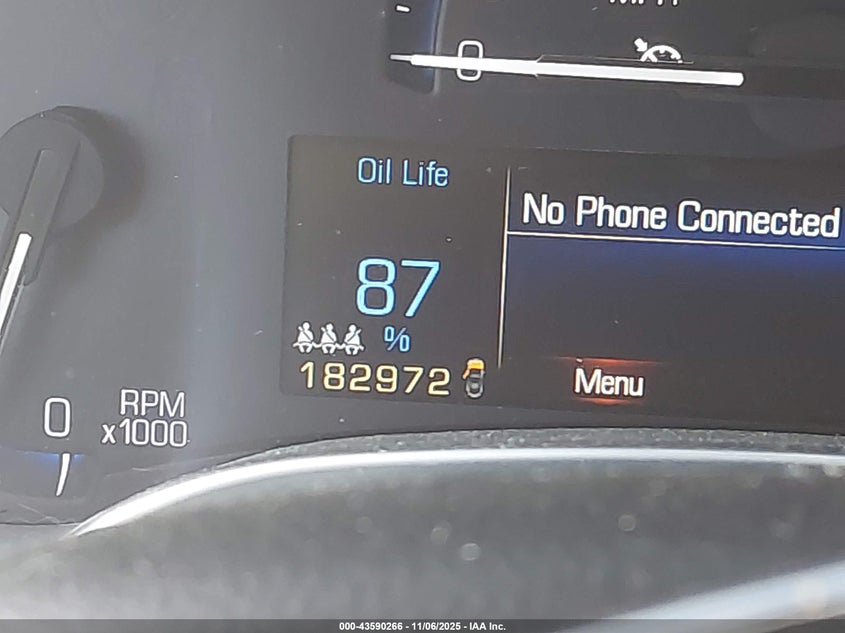 0
Oil Life
No Phone Connected
87
%
182972
Menu
0
RPM
x1000
000-43590266 - 11/06/2025 - IAA Inc.